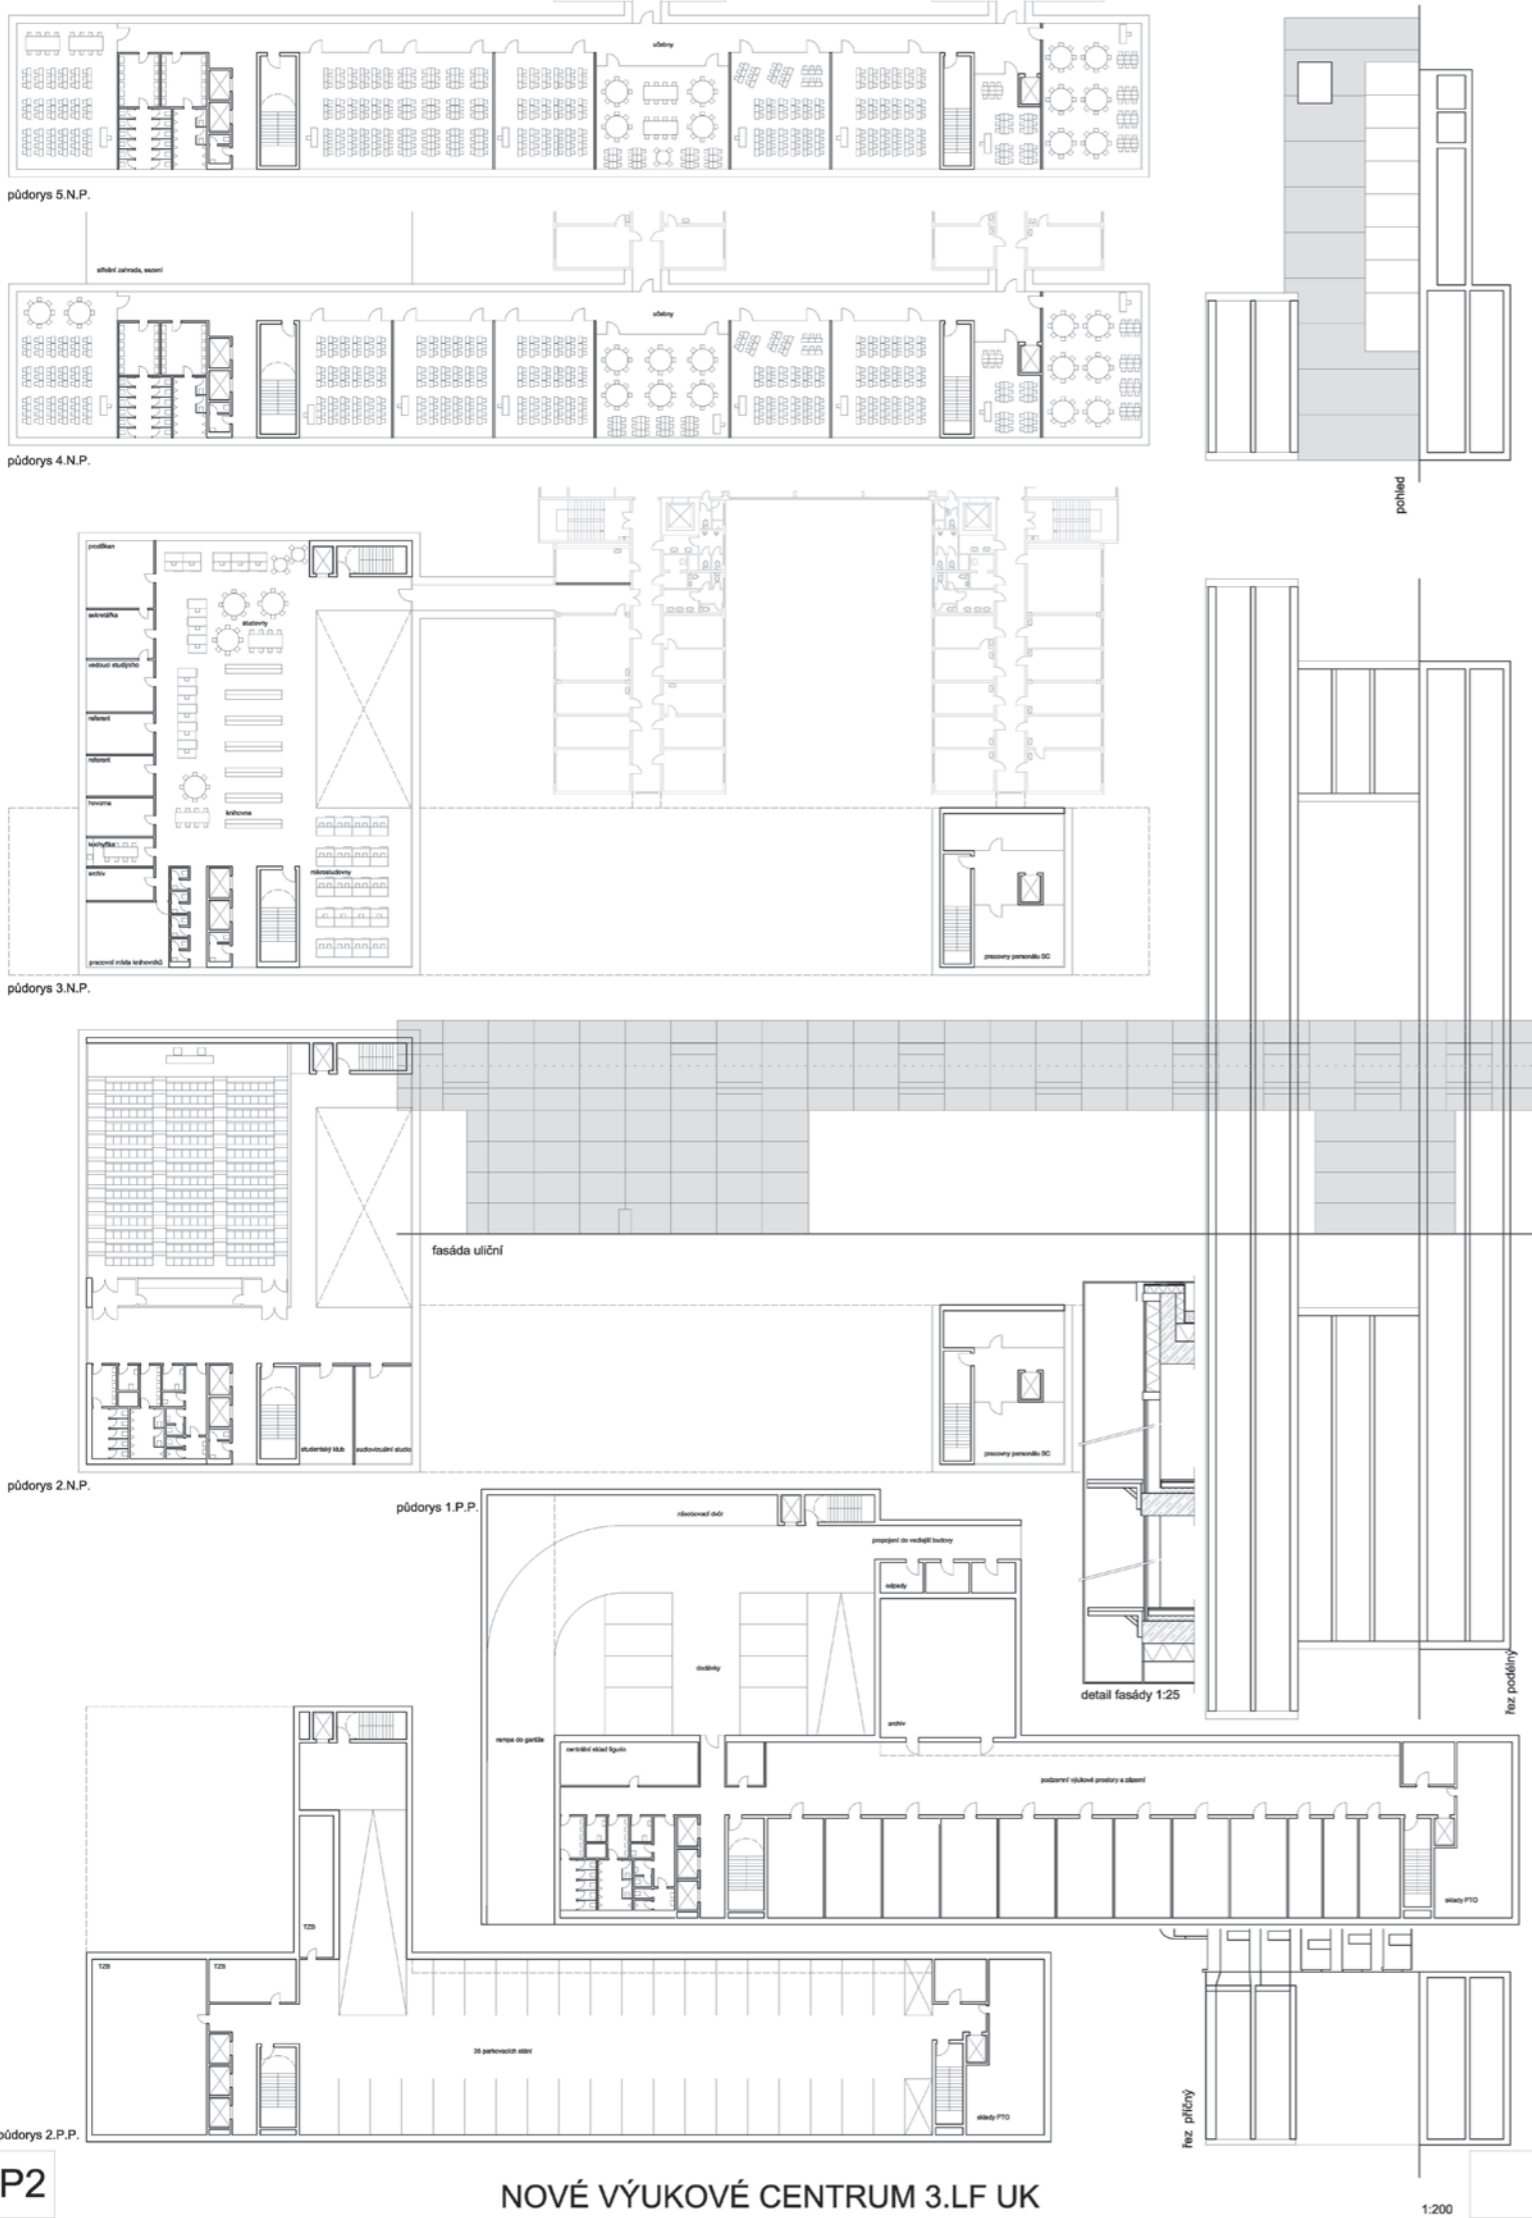 učebny
půdorys 5.N.P.
střešní zahrada, sezení
učebny
půdorys 4.N.P.
pohled
proděkan
sekretářka
studovny
vedoucí studijního
referent
referent
hovorna
knihovna
kuchyňka
archiv
mikrostudovny
pracovní místa knihovníků
pracovny personálu SC
půdorys 3.N.P.
fasáda uliční
studentský klub
audiovizuální studio
pracovny personálu SC
půdorys 2.N.P.
půdorys 1.P.P.
zásobovací dvůr
propojení do vedlejší budovy
odpady
dodávky
detail fasády 1:25
řez podélný
archiv
rampa do garáže
centrální sklad figurín
podzemní výukové prostory a zázemí
sklady PTO
TZB
TZB
TZB
35 parkovacích stání
sklady PTO
řez příčný
půdorys 2.P.P.
P2
NOVÉ VÝUKOVÉ CENTRUM 3.LF UK
1:200